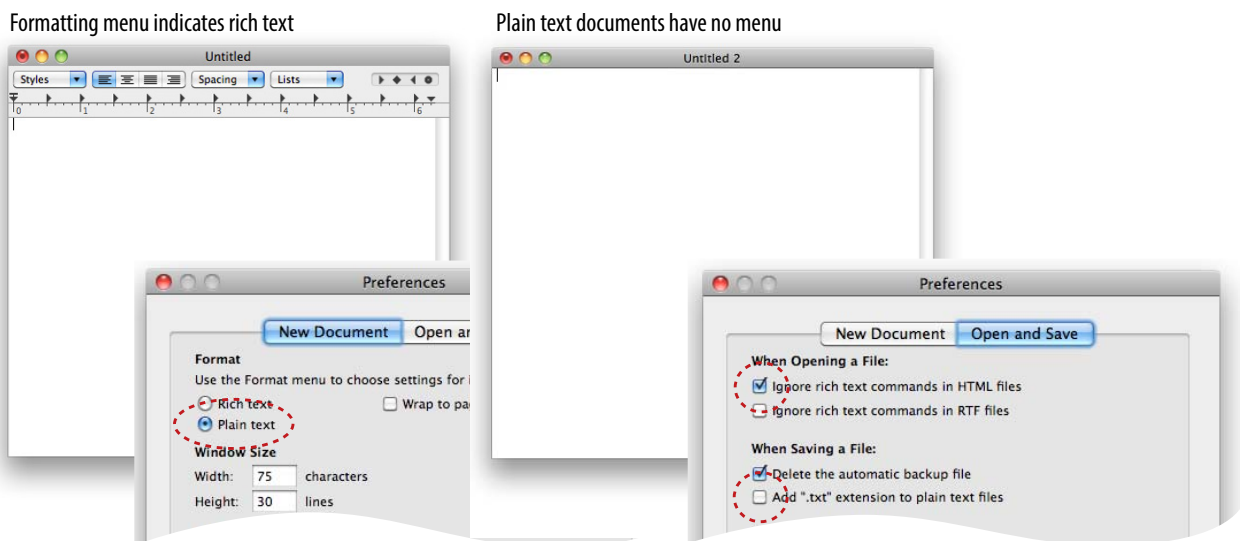 Formatting menu indicates rich text
Untitled
Styles Spacing Lists
0 1 2 3 4 5 6
Plain text documents have no menu
Untitled 2
Preferences
New Document Open ar
Format
Use the Format menu to choose settings for i
Rich text Wrap to pa
Plain text
Window Size
Width: 75 characters
Height: 30 lines
Preferences
New Document Open and Save
When Opening a File:
Ignore rich text commands in HTML files
Ignore rich text commands in RTF files
When Saving a File:
Delete the automatic backup file
Add ".txt" extension to plain text files